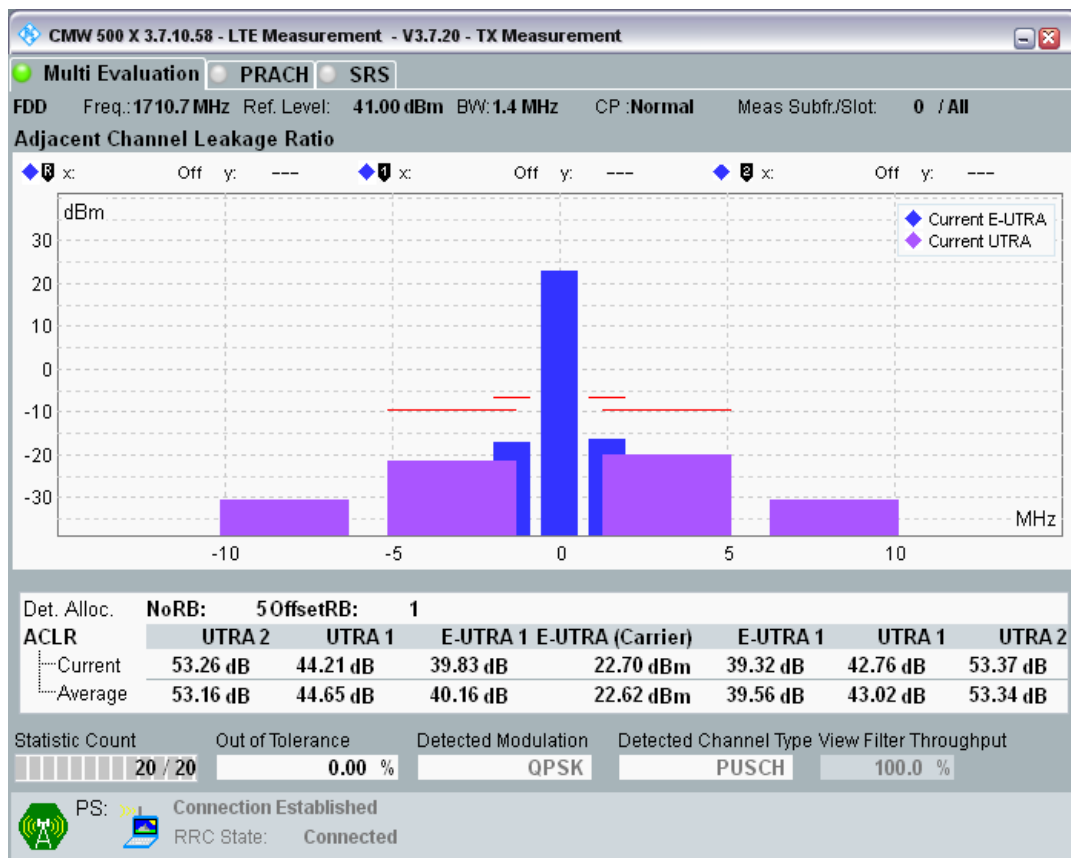 CMW 500 X 3.7.10.58 - LTE Measurement - V3.7.20 - TX Measurement
Multi Evaluation PRACH SRS
FDD Freq.:1710.7 MHz Ref. Level: 41.00 dBm BW:1.4 MHz CP :Normal Meas Subfr./Slot: 0 / All
Adjacent Channel Leakage Ratio
R x: Off y: --- 1 x: Off y: --- 2 x: Off y: ---
dBm
Current E-UTRA
Current UTRA
30
20
10
0
-10
-20
-30
MHz
-10 -5 0 5 10
Det. Alloc. NoRB: 5 OffsetRB: 1
ACLR UTRA 2 UTRA 1 E-UTRA 1 E-UTRA (Carrier) E-UTRA 1 UTRA 1 UTRA 2
Current 53.26 dB 44.21 dB 39.83 dB 22.70 dBm 39.32 dB 42.76 dB 53.37 dB
Average 53.16 dB 44.65 dB 40.16 dB 22.62 dBm 39.56 dB 43.02 dB 53.34 dB
Statistic Count Out of Tolerance Detected Modulation Detected Channel Type View Filter Throughput
20 / 20 0.00 % QPSK PUSCH 100.0 %
PS: Connection Established
RRC State: Connected